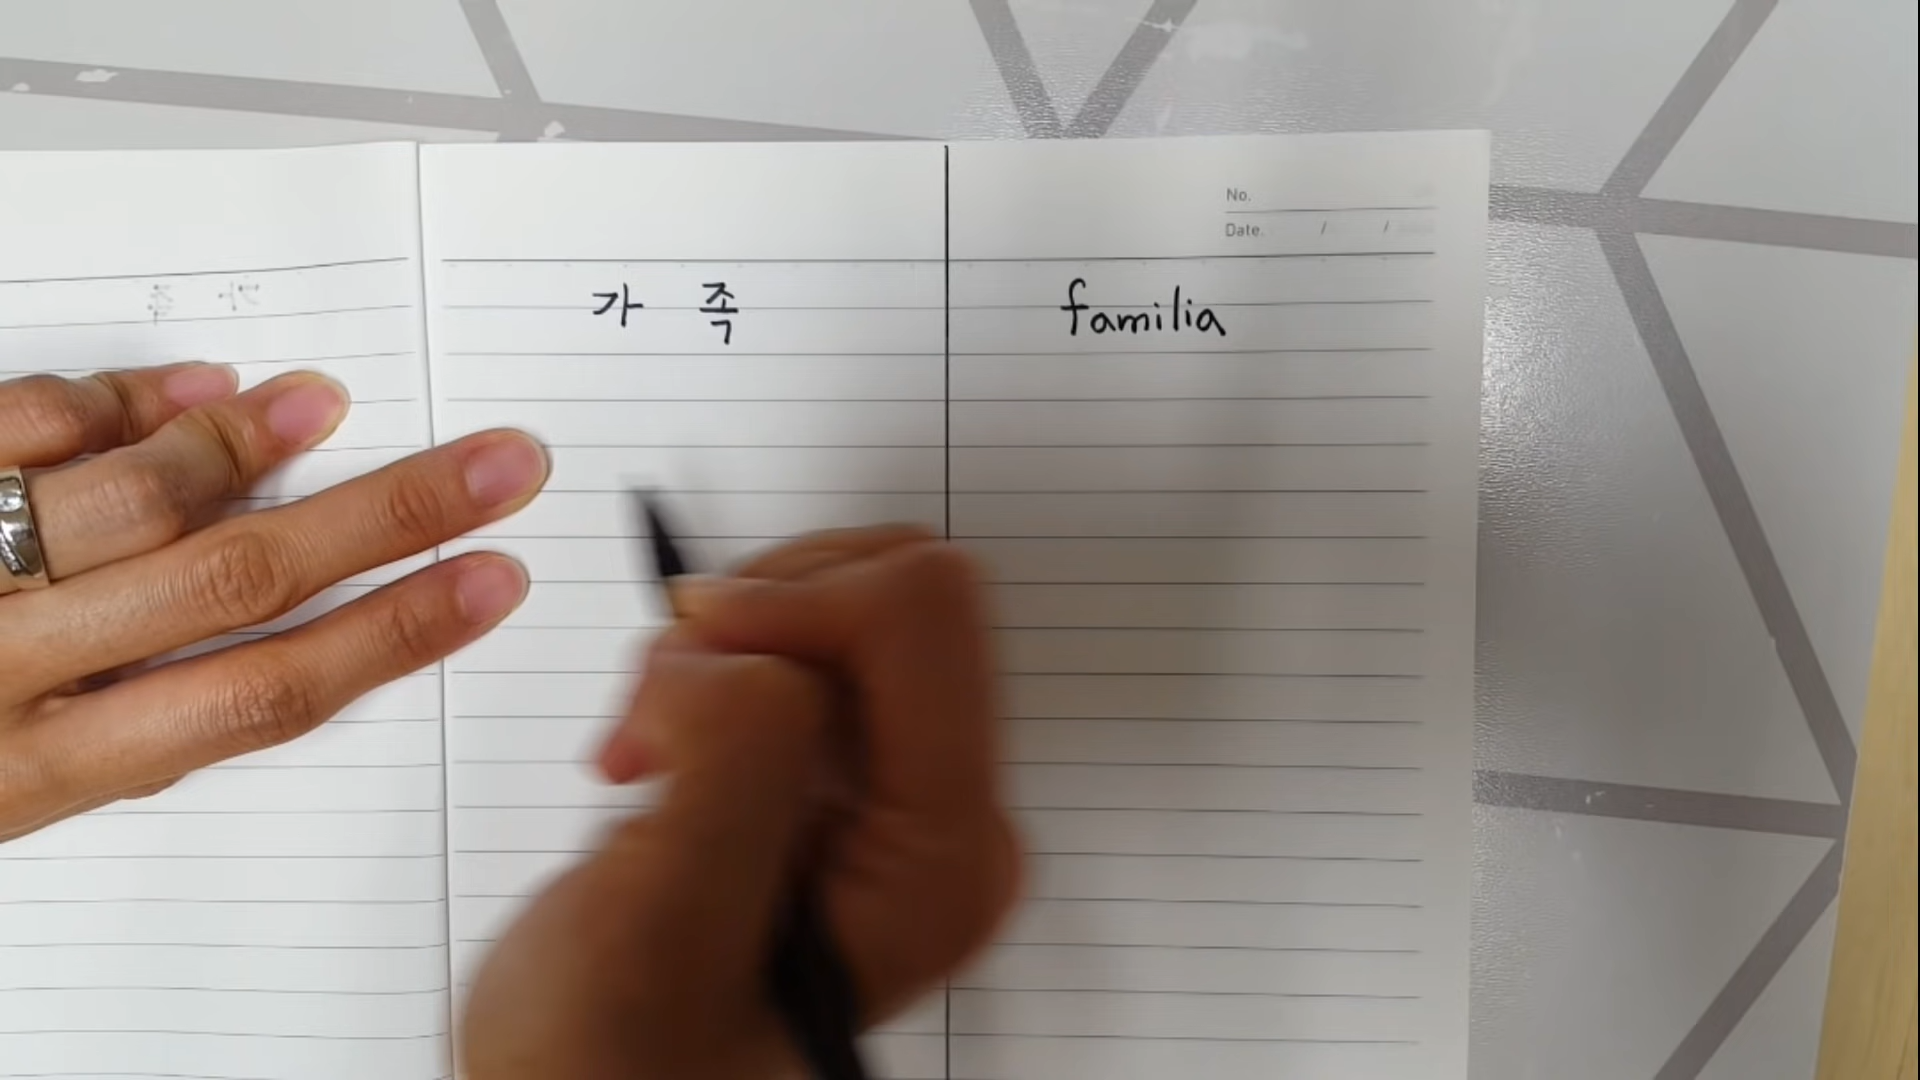 No.
Date. / /
가 족 familia